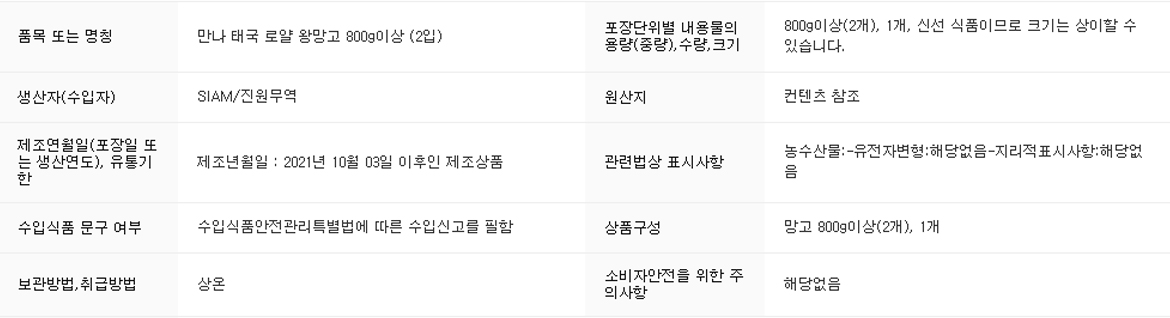 품목 또는 명칭
만나 태국 로얄 왕망고 800g이상 (2입)
포장단위별 내용물의
용량(중량),수량,크기
800g이상(2개), 1개, 신선 식품이므로 크기는 상이할 수
있습니다.
생산자(수입자)
SIAM/진원무역
원산지
컨텐츠 참조
제조연월일(포장일 또
는 생산연도), 유통기
한
제조년월일 : 2021년 10월 03일 이후인 제조상품
관련법상 표시사항
농수산물:-유전자변형:해당없음-지리적표시사항:해당없
음
수입식품 문구 여부
수입식품안전관리특별법에 따른 수입신고를 필함
상품구성
망고 800g이상(2개), 1개
보관방법,취급방법
상온
소비자안전을 위한 주
의사항
해당없음